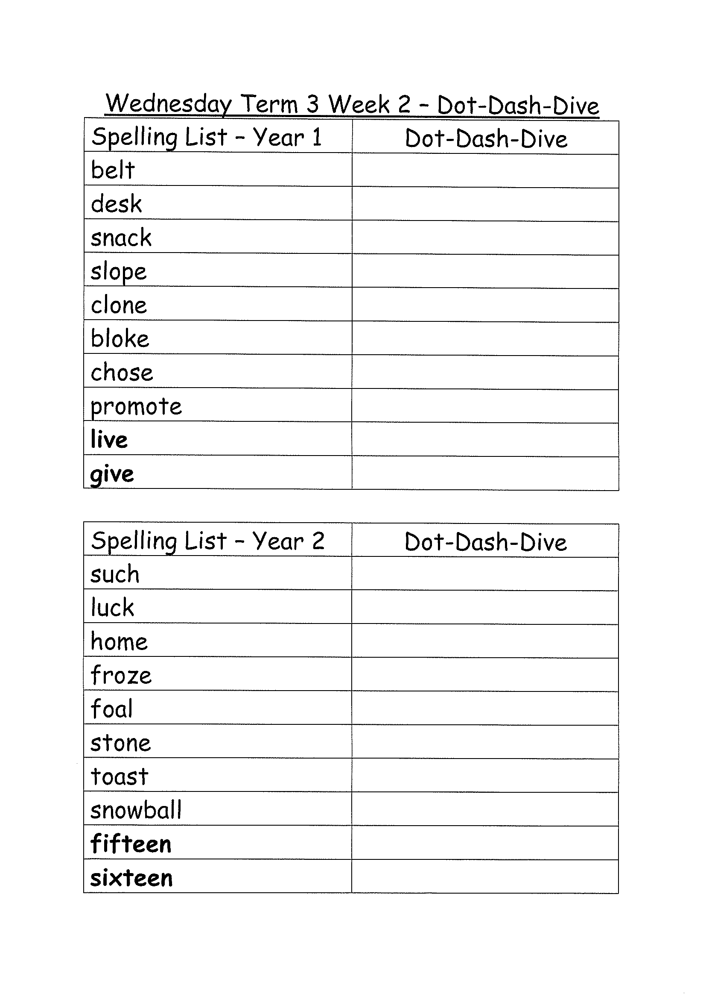 Wednesday Term 3 Week 2 – Dot-Dash-Dive
Spelling List – Year 1 Dot-Dash-Dive
belt
desk
snack
slope
clone
bloke
chose
promote
live
give
Spelling List – Year 2 Dot-Dash-Dive
such
luck
home
froze
foal
stone
toast
snowball
fifteen
sixteen